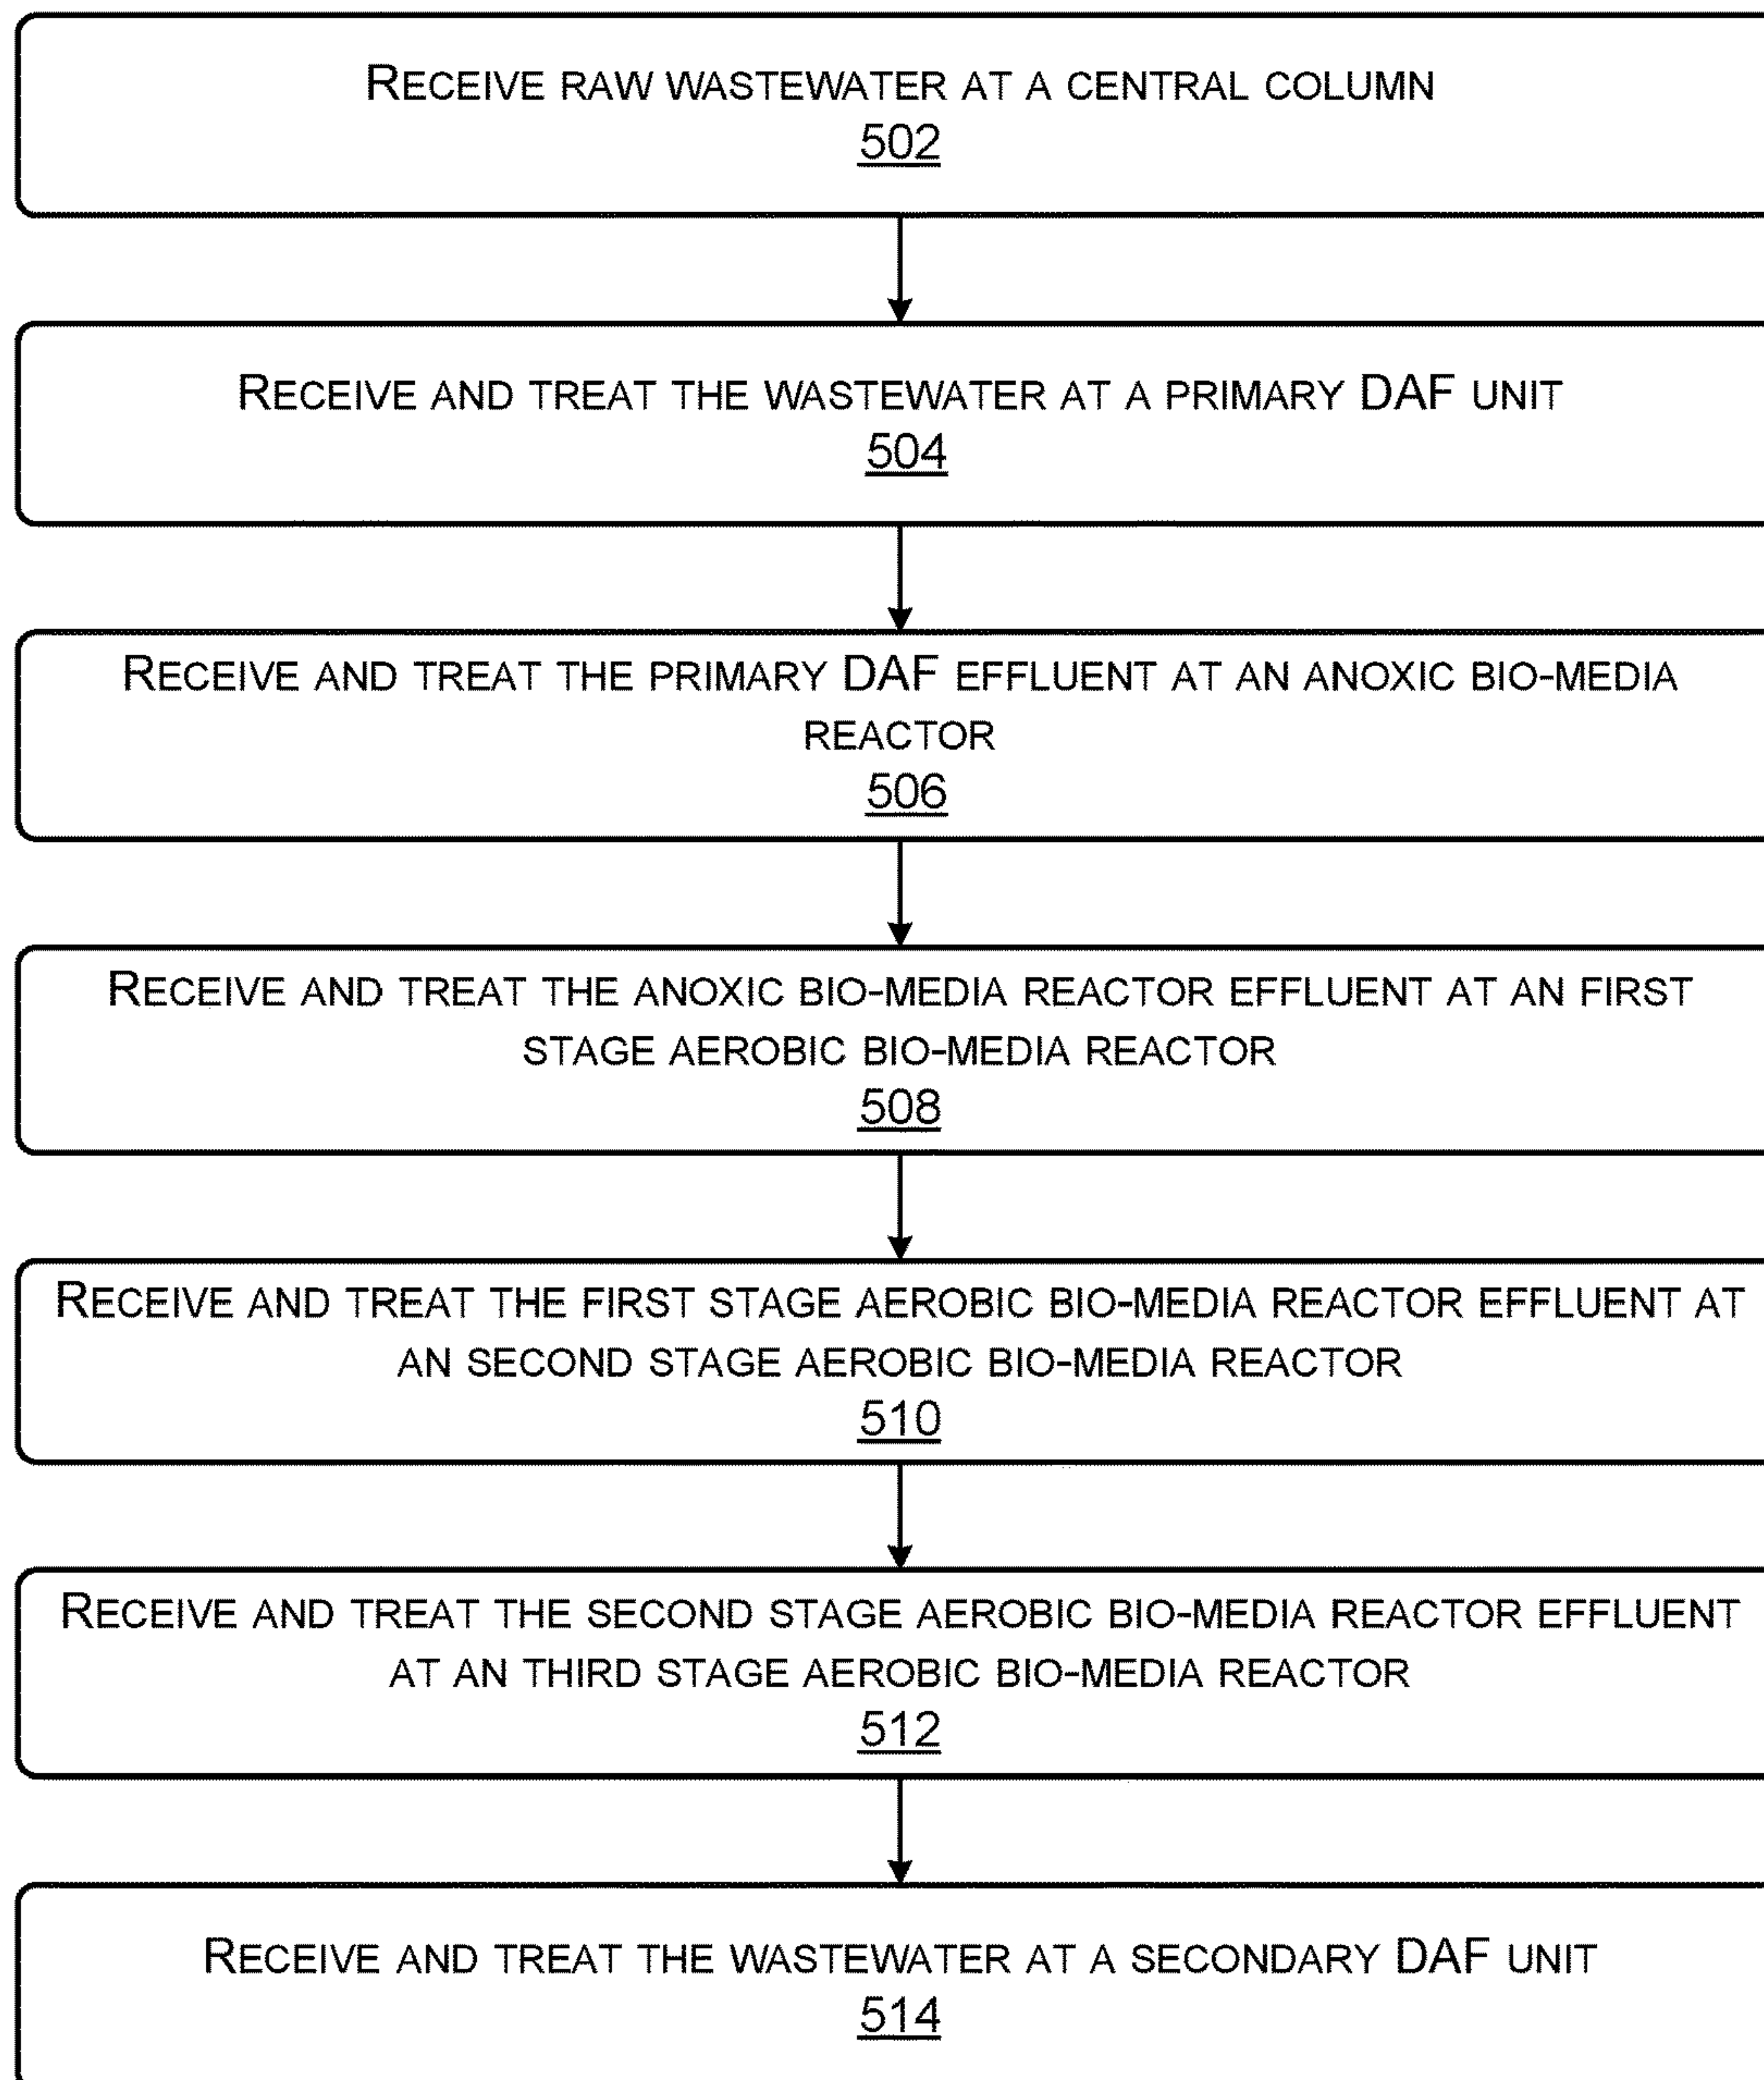 RECEIVE RAW WASTEWATER AT A CENTRAL COLUMN
502
RECEIVE AND TREAT THE WASTEWATER AT A PRIMARY DAF UNIT
504
RECEIVE AND TREAT THE PRIMARY DAF EFFLUENT AT AN ANOXIC BIO-MEDIA
REACTOR
506
RECEIVE AND TREAT THE ANOXIC BIO-MEDIA REACTOR EFFLUENT AT AN FIRST
STAGE AEROBIC BIO-MEDIA REACTOR
508
RECEIVE AND TREAT THE FIRST STAGE AEROBIC BIO-MEDIA REACTOR EFFLUENT AT
AN SECOND STAGE AEROBIC BIO-MEDIA REACTOR
510
RECEIVE AND TREAT THE SECOND STAGE AEROBIC BIO-MEDIA REACTOR EFFLUENT
AT AN THIRD STAGE AEROBIC BIO-MEDIA REACTOR
512
RECEIVE AND TREAT THE WASTEWATER AT A SECONDARY DAF UNIT
514